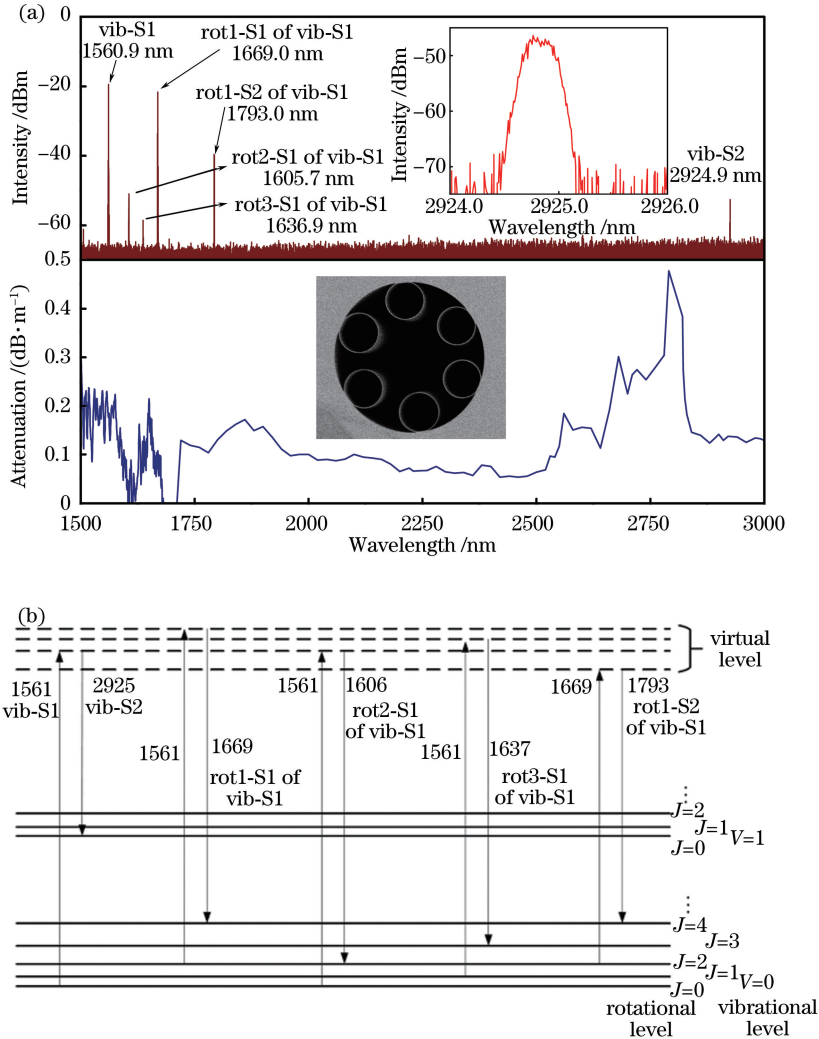 (a)
0
−20
−40
−60
Intensity /dBm
vib-S1
1560.9 nm
rot1-S1 of vib-S1
1669.0 nm
rot1-S2 of vib-S1
1793.0 nm
rot2-S1 of vib-S1
1605.7 nm
rot3-S1 of vib-S1
1636.9 nm
−50
−60
−70
Intensity /dBm
2924.0
2925.0
2926.0
Wavelength /nm
vib-S2
2924.9 nm
0.5
0.4
0.3
0.2
0.1
0
Attenuation /(dB·m⁻¹)
1500
1750
2000
2250
2500
2750
3000
Wavelength /nm
(b)
virtual
level
1561
vib-S1
2925
vib-S2
1561
1669
rot1-S1 of
vib-S1
1561
1606
rot2-S1
of vib-S1
1561
1637
rot3-S1
of vib-S1
1669
1793
rot1-S2
of vib-S1
⋮
J=2
J=1
V=1
J=0
⋮
J=4
J=3
J=2
J=1
V=0
J=0
rotational
level
vibrational
level